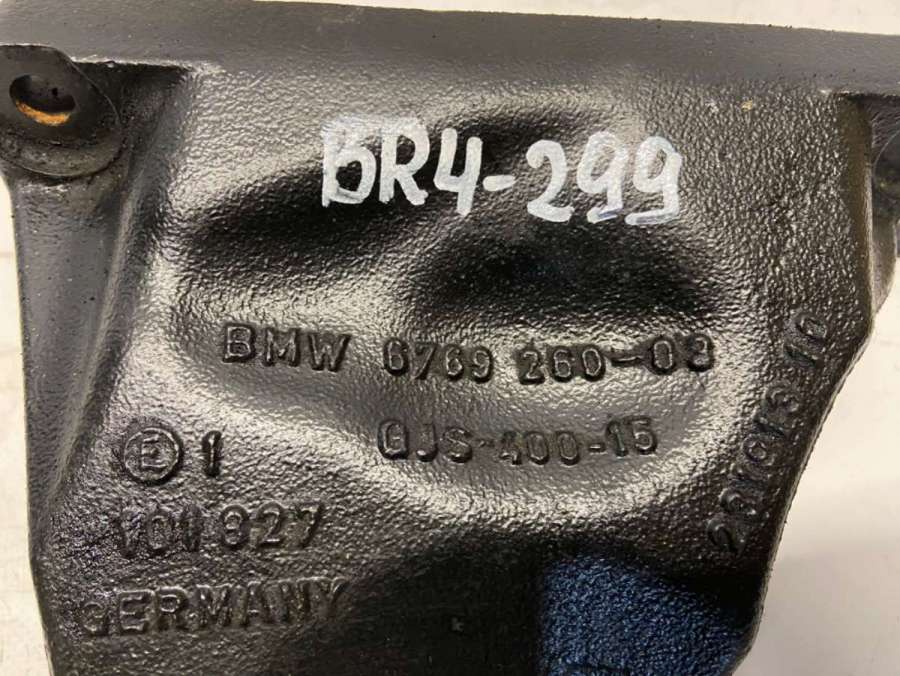 BR4-299
BMW 6769 260-03
GJS-400-15
E 1
101827
GERMANY